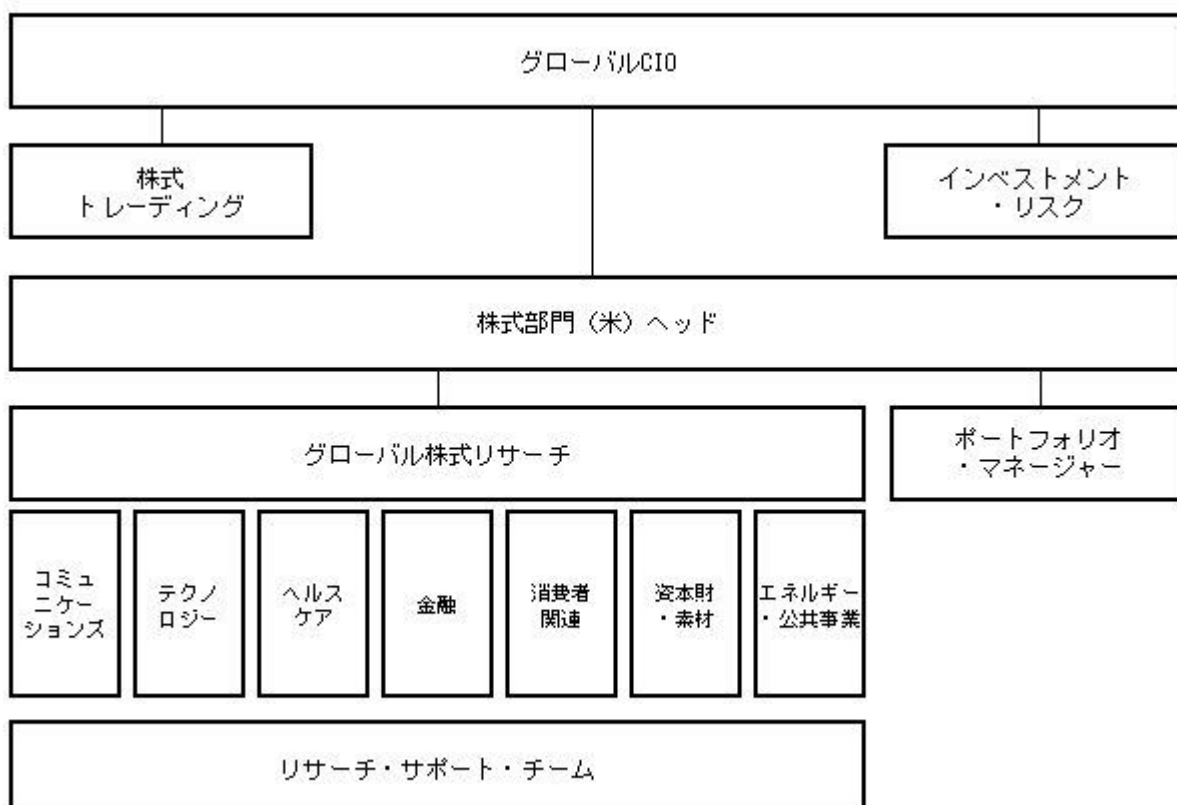 グローバルCIO
株式
トレーディング
インベストメント
・リスク
株式部門（米）ヘッド
グローバル株式リサーチ
ポートフォリオ
・マネージャー
コミュ
ニケー
ションズ
テクノ
ロジー
ヘルス
ケア
金融
消費者
関連
資本財
・素材
エネルギー
・公共事業
リサーチ・サポート・チーム